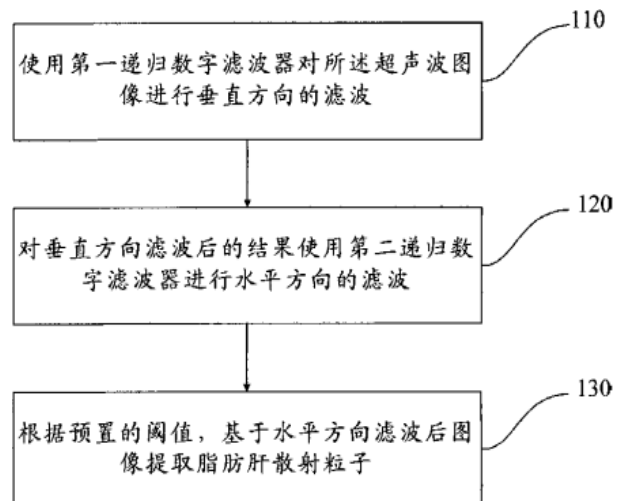 110
使用第一递归数字滤波器对所述超声波图
像进行垂直方向的滤波
120
对垂直方向滤波后的结果使用第二递归数
字滤波器进行水平方向的滤波
130
根据预置的阈值，基于水平方向滤波后图
像提取脂肪肝散射粒子